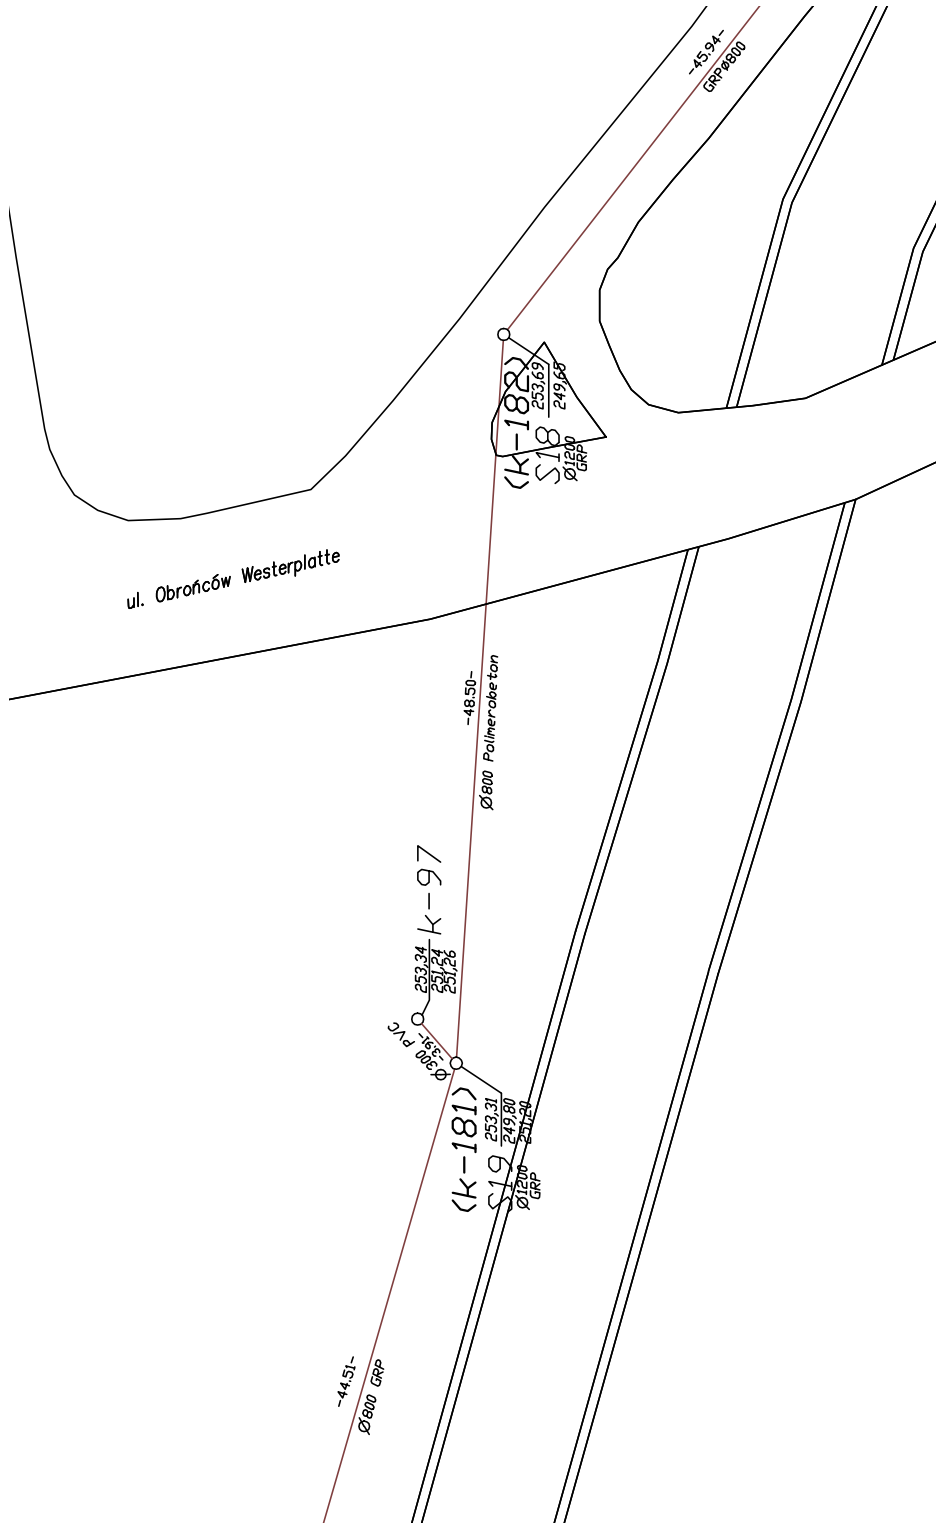 -45.94-
GRPø800
(k-182)
S18
253,69
249,65
Ø1200
GRP
ul. Obrońców Westerplatte
-48.50-
Ø800 Polimerobeton
k-97
253,34
251,24
251,26
Ø300 PVC
-3.91-
(k-181)
S19
253,31
249,80
251,20
Ø1200
GRP
-44.51-
Ø800 GRP